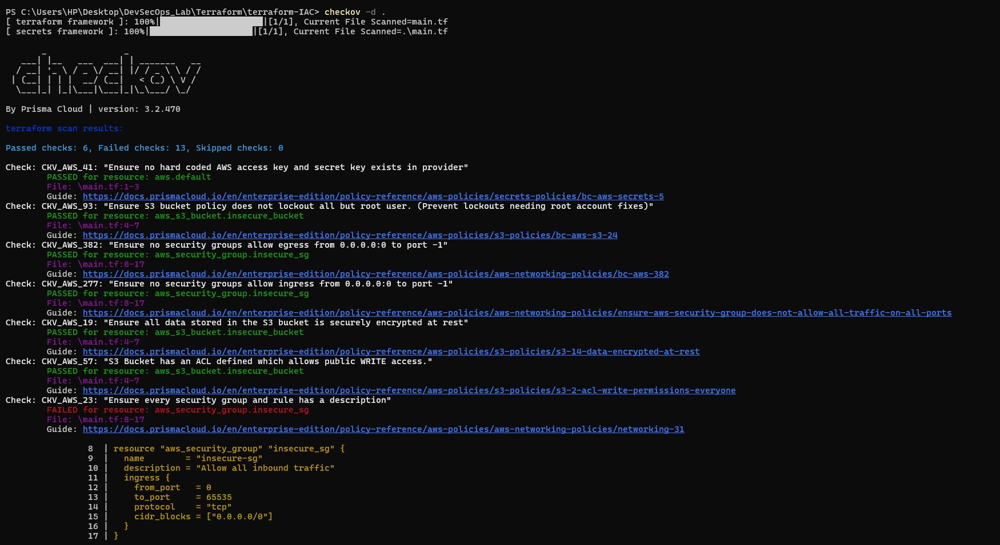 PS C:\Users\HP\Desktop\DevSecOps_Lab\Terraform\terraform-IAC> checkov -d .
[ terraform framework ]: 100%|████████████████████|[1/1], Current File Scanned=main.tf
[ secrets framework ]: 100%|████████████████████|[1/1], Current File Scanned=.\main.tf
       _               _
   ___| |__   ___  ___| | _______   __
  / __| '_ \ / _ \/ __| |/ / _ \ \ / /
 | (__| | | |  __/ (__|   < (_) \ V /
  \___|_| |_|\___|\___|_|\_\___/ \_/
By Prisma Cloud | version: 3.2.470
terraform scan results:
Passed checks: 6, Failed checks: 13, Skipped checks: 0
Check: CKV_AWS_41: "Ensure no hard coded AWS access key and secret key exists in provider"
        PASSED for resource: aws.default
        File: \main.tf:1-3
        Guide: https://docs.prismacloud.io/en/enterprise-edition/policy-reference/aws-policies/secrets-policies/bc-aws-secrets-5
Check: CKV_AWS_93: "Ensure S3 bucket policy does not lockout all but root user. (Prevent lockouts needing root account fixes)"
        PASSED for resource: aws_s3_bucket.insecure_bucket
        File: \main.tf:4-7
        Guide: https://docs.prismacloud.io/en/enterprise-edition/policy-reference/aws-policies/s3-policies/bc-aws-s3-24
Check: CKV_AWS_382: "Ensure no security groups allow egress from 0.0.0.0:0 to port -1"
        PASSED for resource: aws_security_group.insecure_sg
        File: \main.tf:8-17
        Guide: https://docs.prismacloud.io/en/enterprise-edition/policy-reference/aws-policies/aws-networking-policies/bc-aws-382
Check: CKV_AWS_277: "Ensure no security groups allow ingress from 0.0.0.0:0 to port -1"
        PASSED for resource: aws_security_group.insecure_sg
        File: \main.tf:8-17
        Guide: https://docs.prismacloud.io/en/enterprise-edition/policy-reference/aws-policies/aws-networking-policies/ensure-aws-security-group-does-not-allow-all-traffic-on-all-ports
Check: CKV_AWS_19: "Ensure all data stored in the S3 bucket is securely encrypted at rest"
        PASSED for resource: aws_s3_bucket.insecure_bucket
        File: \main.tf:4-7
        Guide: https://docs.prismacloud.io/en/enterprise-edition/policy-reference/aws-policies/s3-policies/s3-14-data-encrypted-at-rest
Check: CKV_AWS_57: "S3 Bucket has an ACL defined which allows public WRITE access."
        PASSED for resource: aws_s3_bucket.insecure_bucket
        File: \main.tf:4-7
        Guide: https://docs.prismacloud.io/en/enterprise-edition/policy-reference/aws-policies/s3-policies/s3-2-acl-write-permissions-everyone
Check: CKV_AWS_23: "Ensure every security group and rule has a description"
        FAILED for resource: aws_security_group.insecure_sg
        File: \main.tf:8-17
        Guide: https://docs.prismacloud.io/en/enterprise-edition/policy-reference/aws-policies/aws-networking-policies/networking-31
                8  | resource "aws_security_group" "insecure_sg" {
                9  |   name        = "insecure-sg"
                10 |   description = "Allow all inbound traffic"
                11 |   ingress {
                12 |     from_port   = 0
                13 |     to_port     = 65535
                14 |     protocol    = "tcp"
                15 |     cidr_blocks = ["0.0.0.0/0"]
                16 |   }
                17 | }